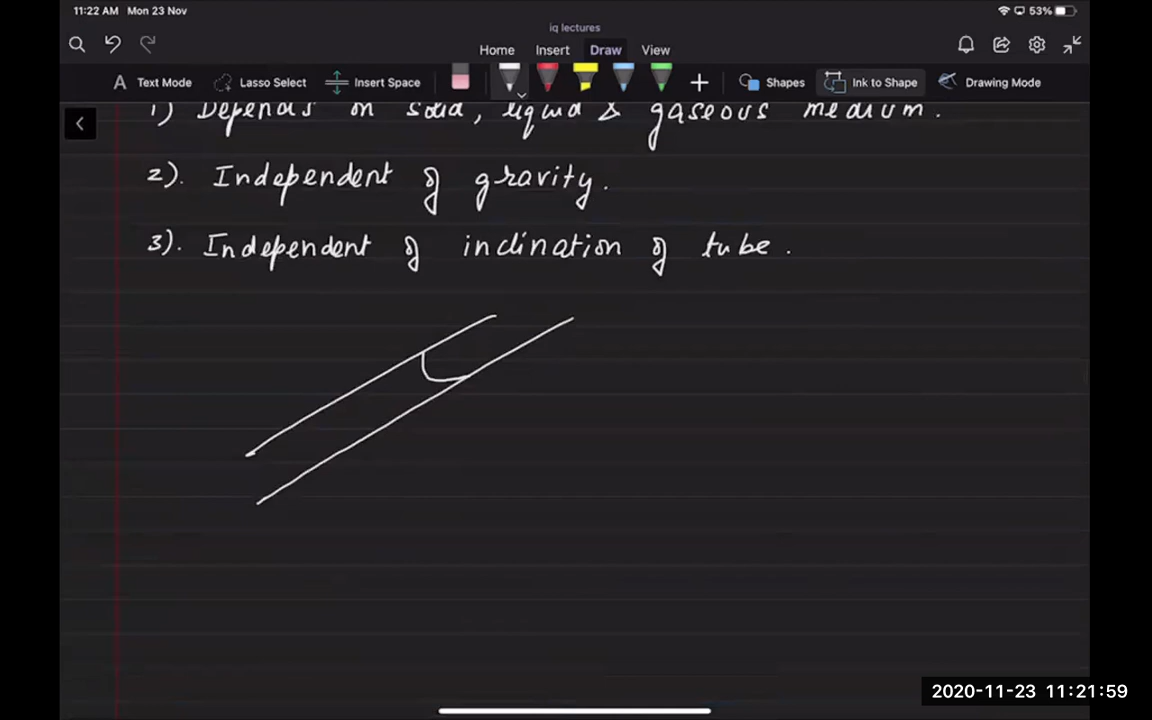 11:22 AM Mon 23 Nov
53%
iq lectures
Home Insert Draw View
Text Mode Lasso Select Insert Space Shapes Ink to Shape Drawing Mode
1) Depends on solid, liquid & gaseous medium.
2). Independent of gravity.
3). Independent of inclination of tube.
2020-11-23 11:21:59